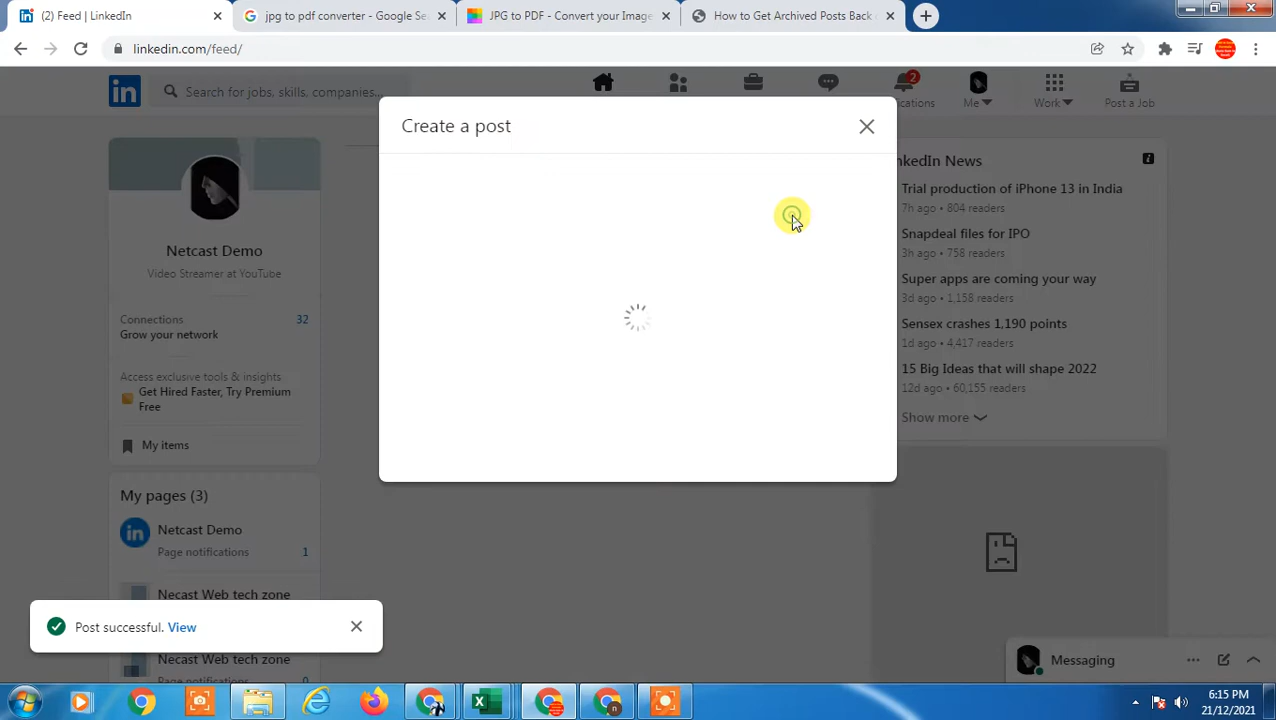 (2) Feed | LinkedIn
jpg to pdf converter - Google Se
JPG to PDF - Convert your Image
How to Get Archived Posts Back
linkedin.com/feed/
in
Search for jobs, skills, companies...
2
cations
Me
Work
Post a Job
Create a post
Netcast Demo
Video Streamer at YouTube
Connections 32
Grow your network
Access exclusive tools & insights
Get Hired Faster, Try Premium
Free
My items
My pages (3)
in
Netcast Demo
Page notifications 1
Necast Web tech zone
Necast Web tech zone
Page notifications 0
Post successful. View
nkedIn News
Trial production of iPhone 13 in India
7h ago • 804 readers
Snapdeal files for IPO
3h ago • 758 readers
Super apps are coming your way
3d ago • 1,158 readers
Sensex crashes 1,190 points
1d ago • 4,417 readers
15 Big Ideas that will shape 2022
12d ago • 60,155 readers
Show more
Messaging
6:15 PM
21/12/2021